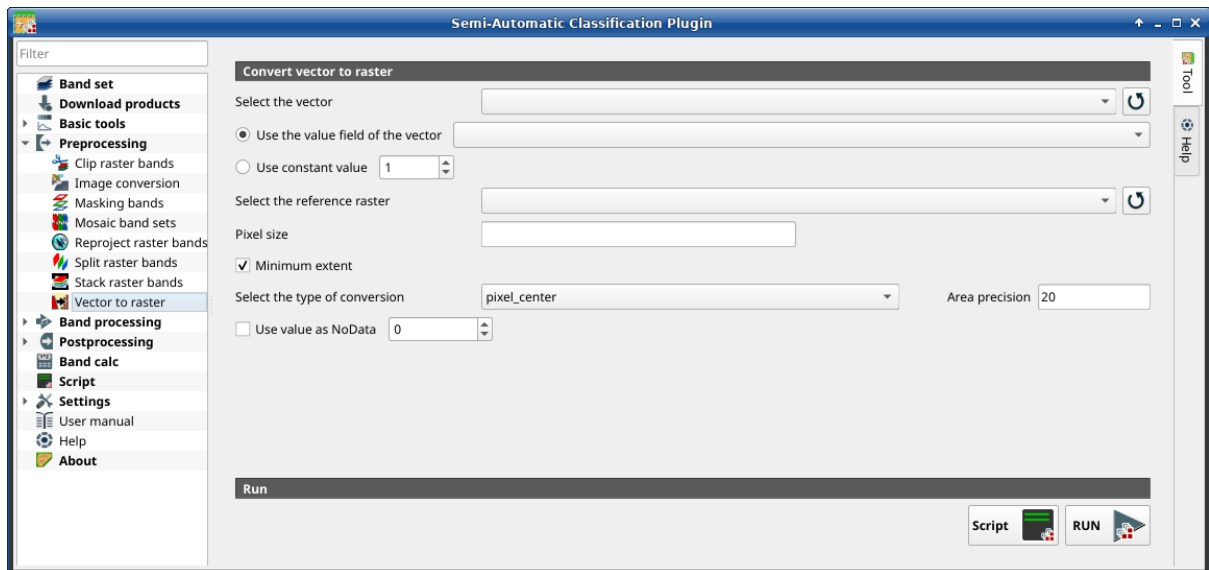 Semi-Automatic Classification Plugin
Filter
Band set
Download products
Basic tools
Preprocessing
Clip raster bands
Image conversion
Masking bands
Mosaic band sets
Reproject raster bands
Split raster bands
Stack raster bands
Vector to raster
Band processing
Postprocessing
Band calc
Script
Settings
User manual
Help
About
Convert vector to raster
Select the vector
Use the value field of the vector
Use constant value 1
Select the reference raster
Pixel size
Minimum extent
Select the type of conversion pixel_center Area precision 20
Use value as NoData 0
Run
Script RUN
Tool
Help